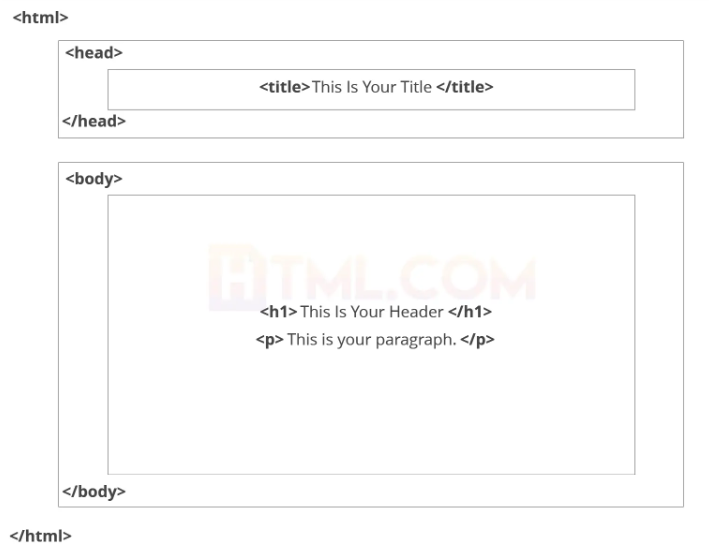 <html>
<head>
<title>This Is Your Title </title>
</head>
<body>
HTML.COM
<h1> This Is Your Header </h1>
<p> This is your paragraph. </p>
</body>
</html>